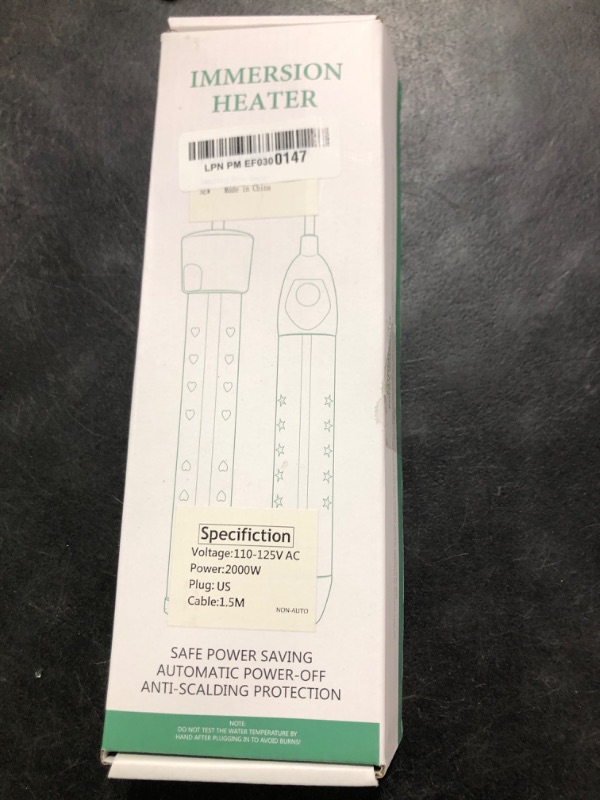 IMMERSION
HEATER
LPN PM EF0300147
NEW Made in China
Specifiction
Voltage:110-125V AC
Power:2000W
Plug: US
Cable:1.5M
NON-AUTO
SAFE POWER SAVING
AUTOMATIC POWER-OFF
ANTI-SCALDING PROTECTION
NOTE:
DO NOT TEST THE WATER TEMPERATURE BY
HAND AFTER PLUGGING IN TO AVOID BURNS!